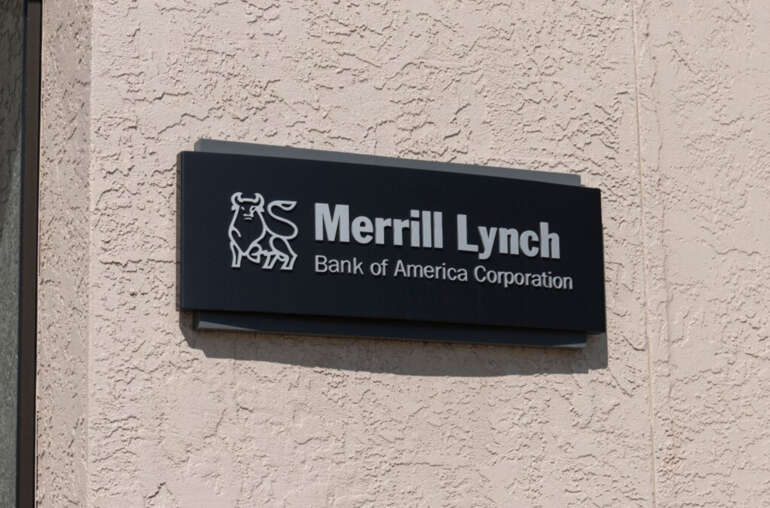 Merrill Lynch
Bank of America Corporation